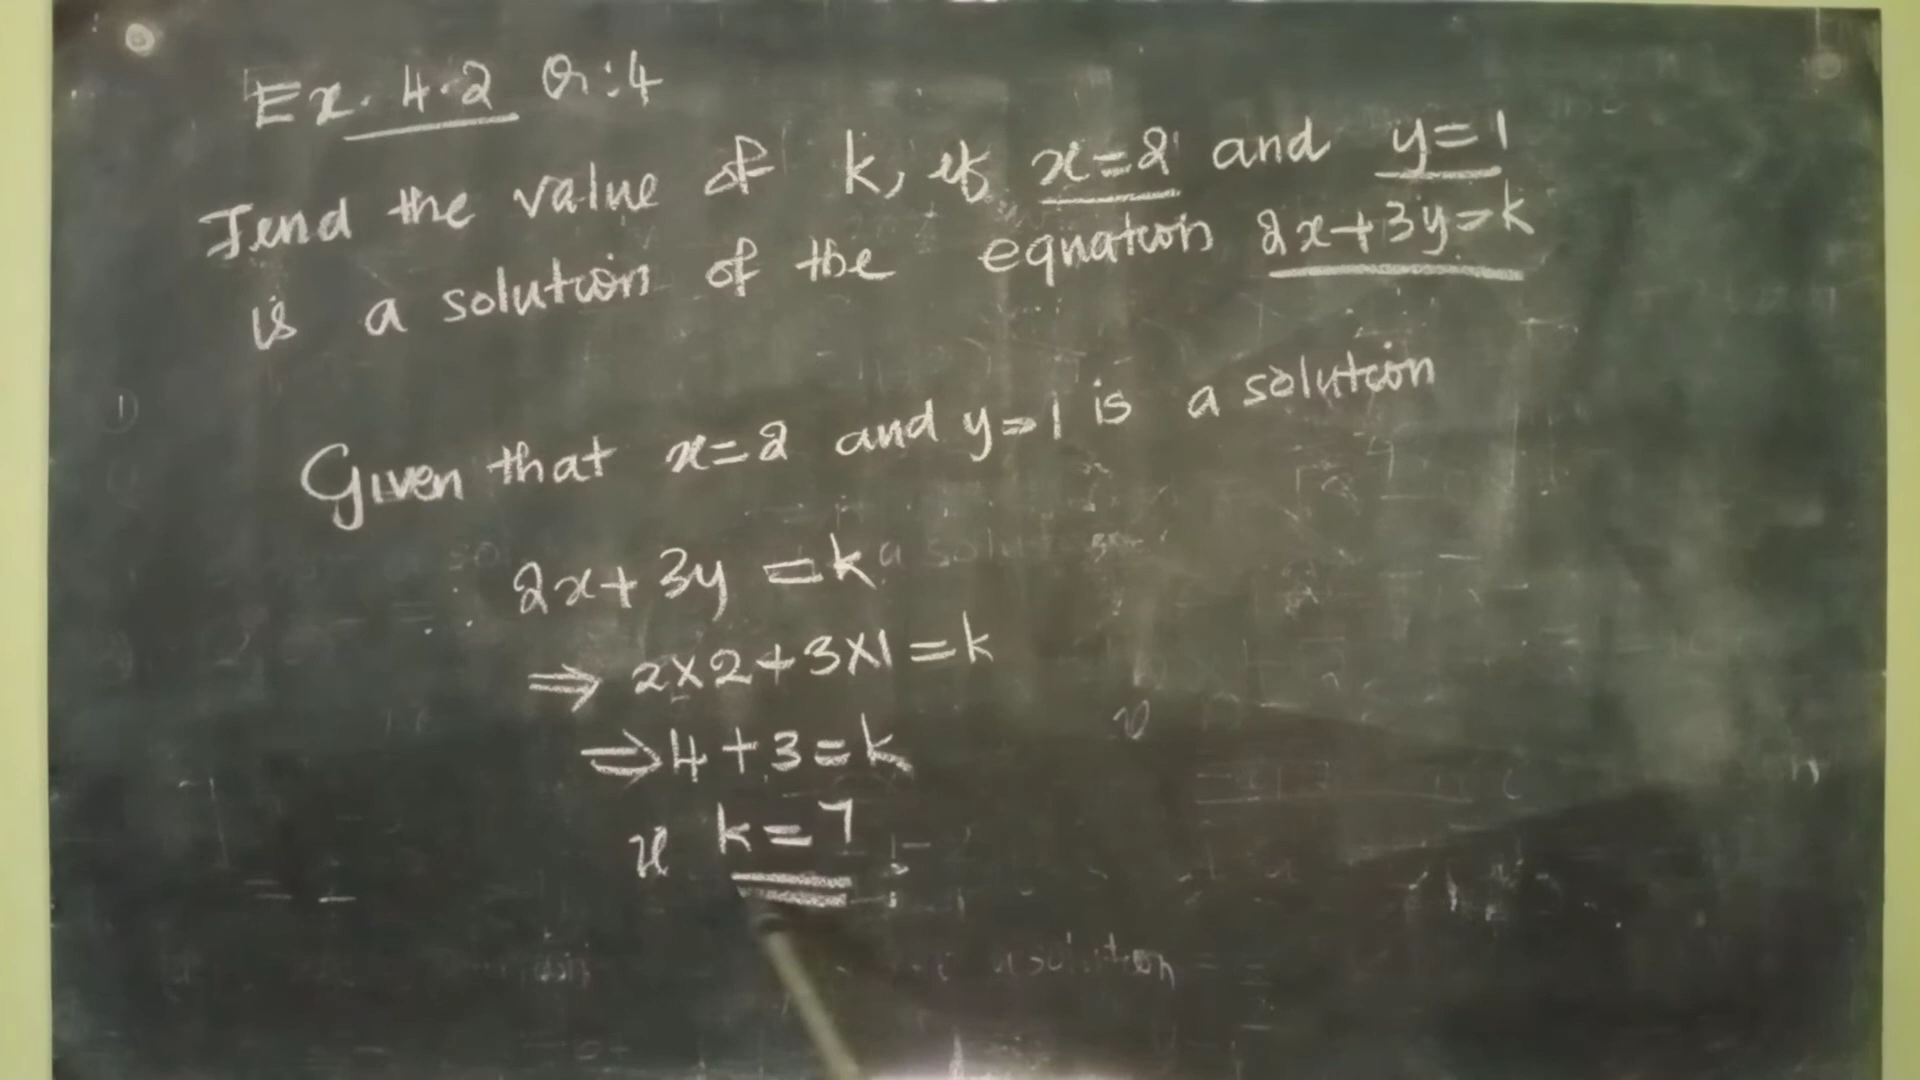 Ex. 4.2 Q:4
Find the value of k, if x=2 and y=1
is a solution of the equation 2x+3y=k
Given that x=2 and y=1 is a solution
2x+3y=k
⇒ 2×2+3×1=k
⇒ 4+3=k
k=7